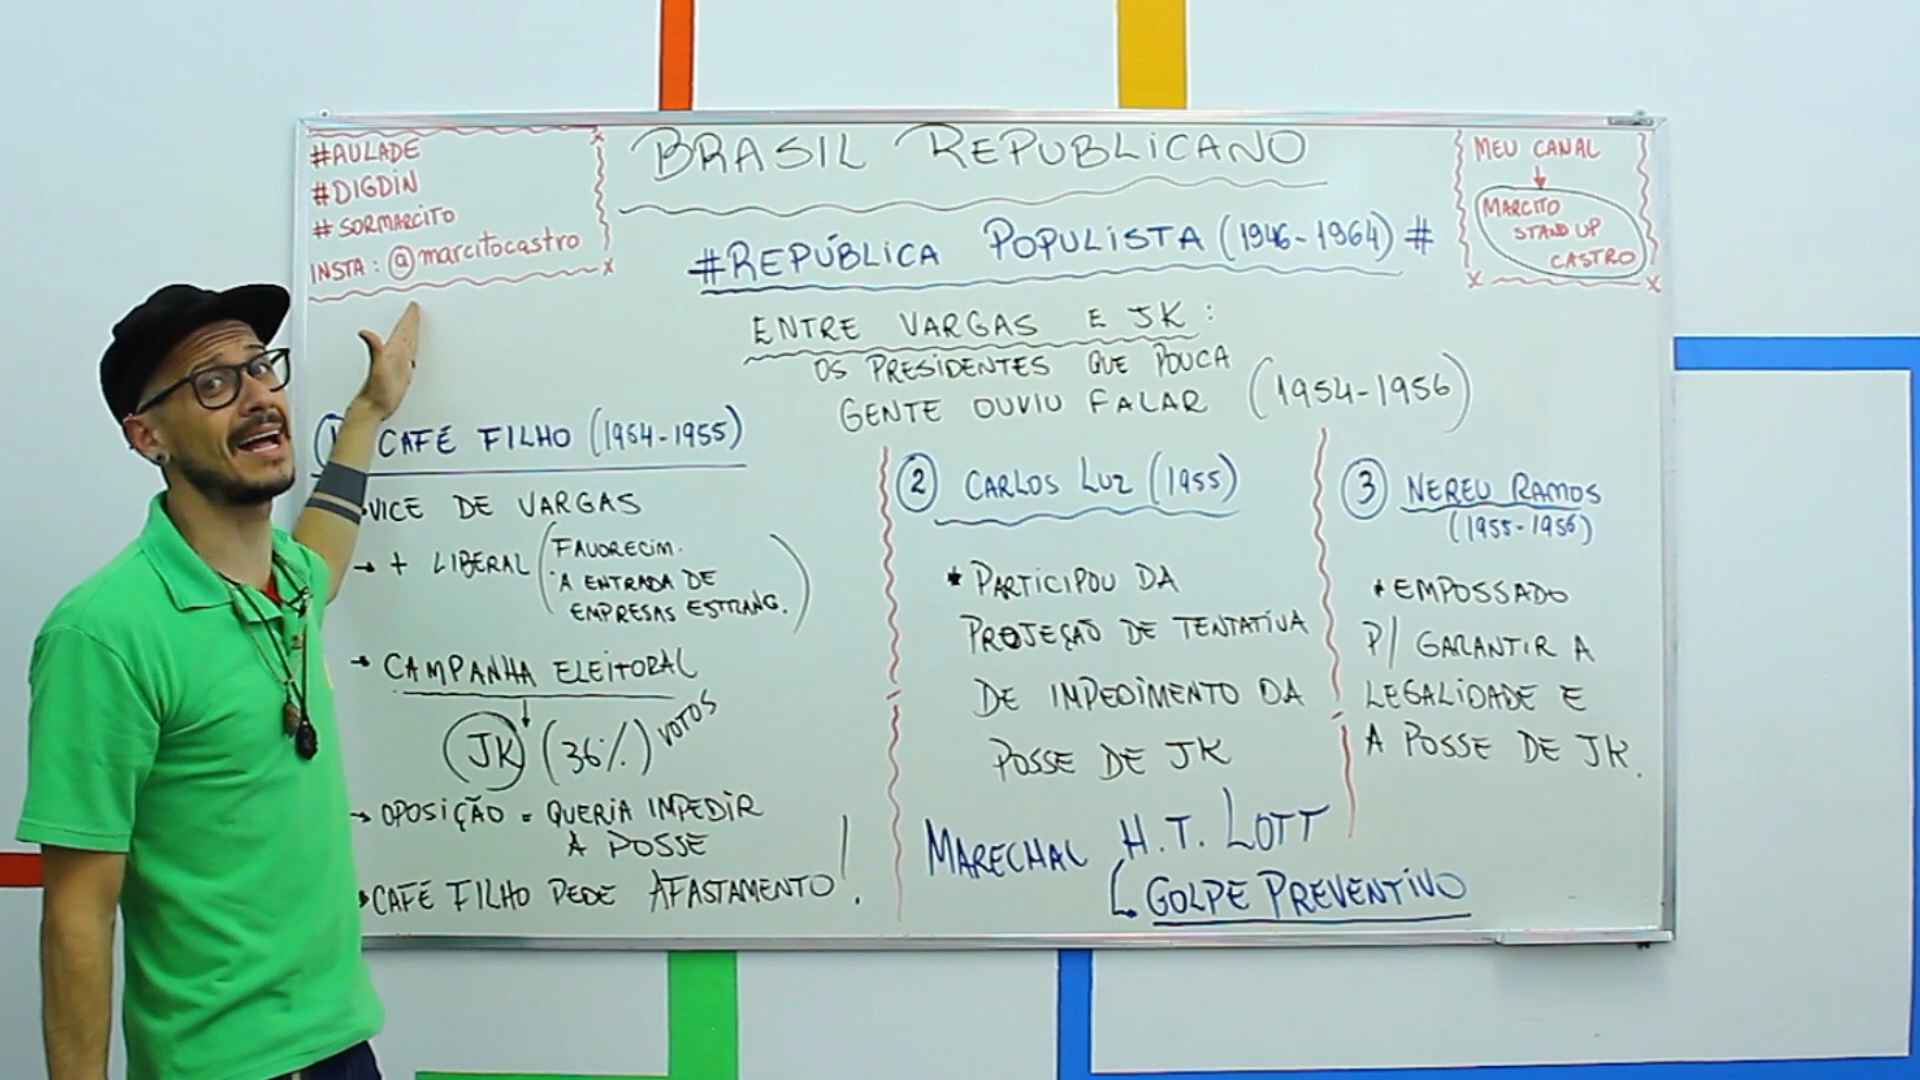 #AULADE
#DIGDIN
#SORMARCITO
INSTA: @marcitocastro
BRASIL REPUBLICANO
#REPÚBLICA POPULISTA (1946-1964)#
MEU CANAL
MARCITO
STAND UP
CASTRO
ENTRE VARGAS E JK:
OS PRESIDENTES QUE POUCA
GENTE OUVIU FALAR (1954-1956)
1 CAFÉ FILHO (1954-1955)
VICE DE VARGAS
→ + LIBERAL (FAVORECIM.
A ENTRADA DE
EMPRESAS ESTRANG.)
→ CAMPANHA ELEITORAL
JK (36%) VOTOS
→ OPOSIÇÃO = QUERIA IMPEDIR
A POSSE
CAFÉ FILHO PEDE AFASTAMENTO!
2 CARLOS LUZ (1955)
* PARTICIPOU DA
PROJEÇÃO DE TENTATIVA
DE IMPEDIMENTO DA
POSSE DE JK
3 NEREU RAMOS
(1955-1956)
* EMPOSSADO
P/ GARANTIR A
LEGALIDADE E
A POSSE DE JK.
MARECHAL H.T. LOTT
GOLPE PREVENTIVO